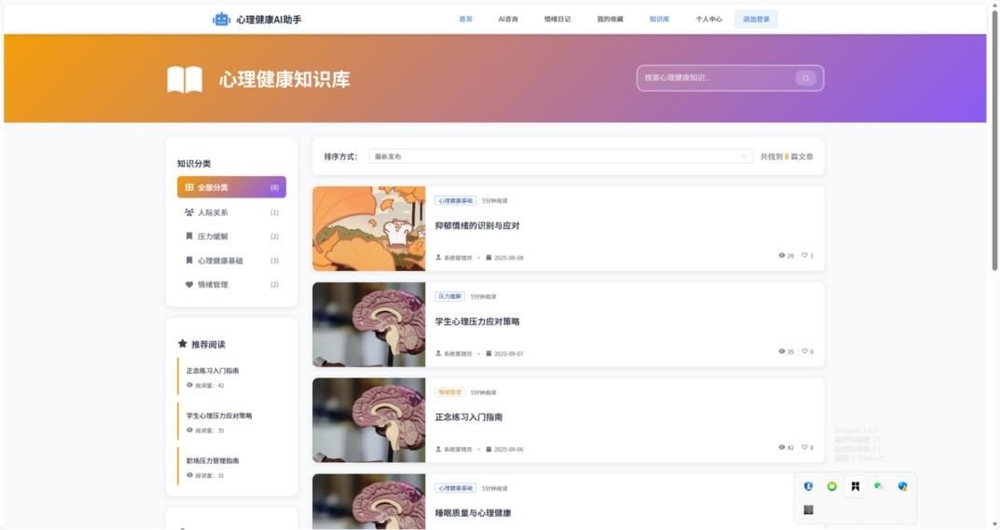 心理健康AI助手
首页 AI咨询 情绪日记 我的收藏 知识库 个人中心 退出登录
心理健康知识库
搜索心理健康知识...
知识分类
全部分类 (8)
人际关系 (1)
压力缓解 (2)
心理健康基础 (3)
情绪管理 (2)
推荐阅读
正念练习入门指南
阅读量: 42
学生心理压力应对策略
阅读量: 35
职场压力管理指南
阅读量: 31
排序方式: 最新发布 共找到 8 篇文章
心理健康基础 5分钟阅读
抑郁情绪的识别与应对
系统管理员 • 2025-09-08 29 1
压力缓解 5分钟阅读
学生心理压力应对策略
系统管理员 • 2025-09-07 35 0
情绪管理 5分钟阅读
正念练习入门指南
系统管理员 • 2025-09-06 42 0
心理健康基础 5分钟阅读
睡眠质量与心理健康